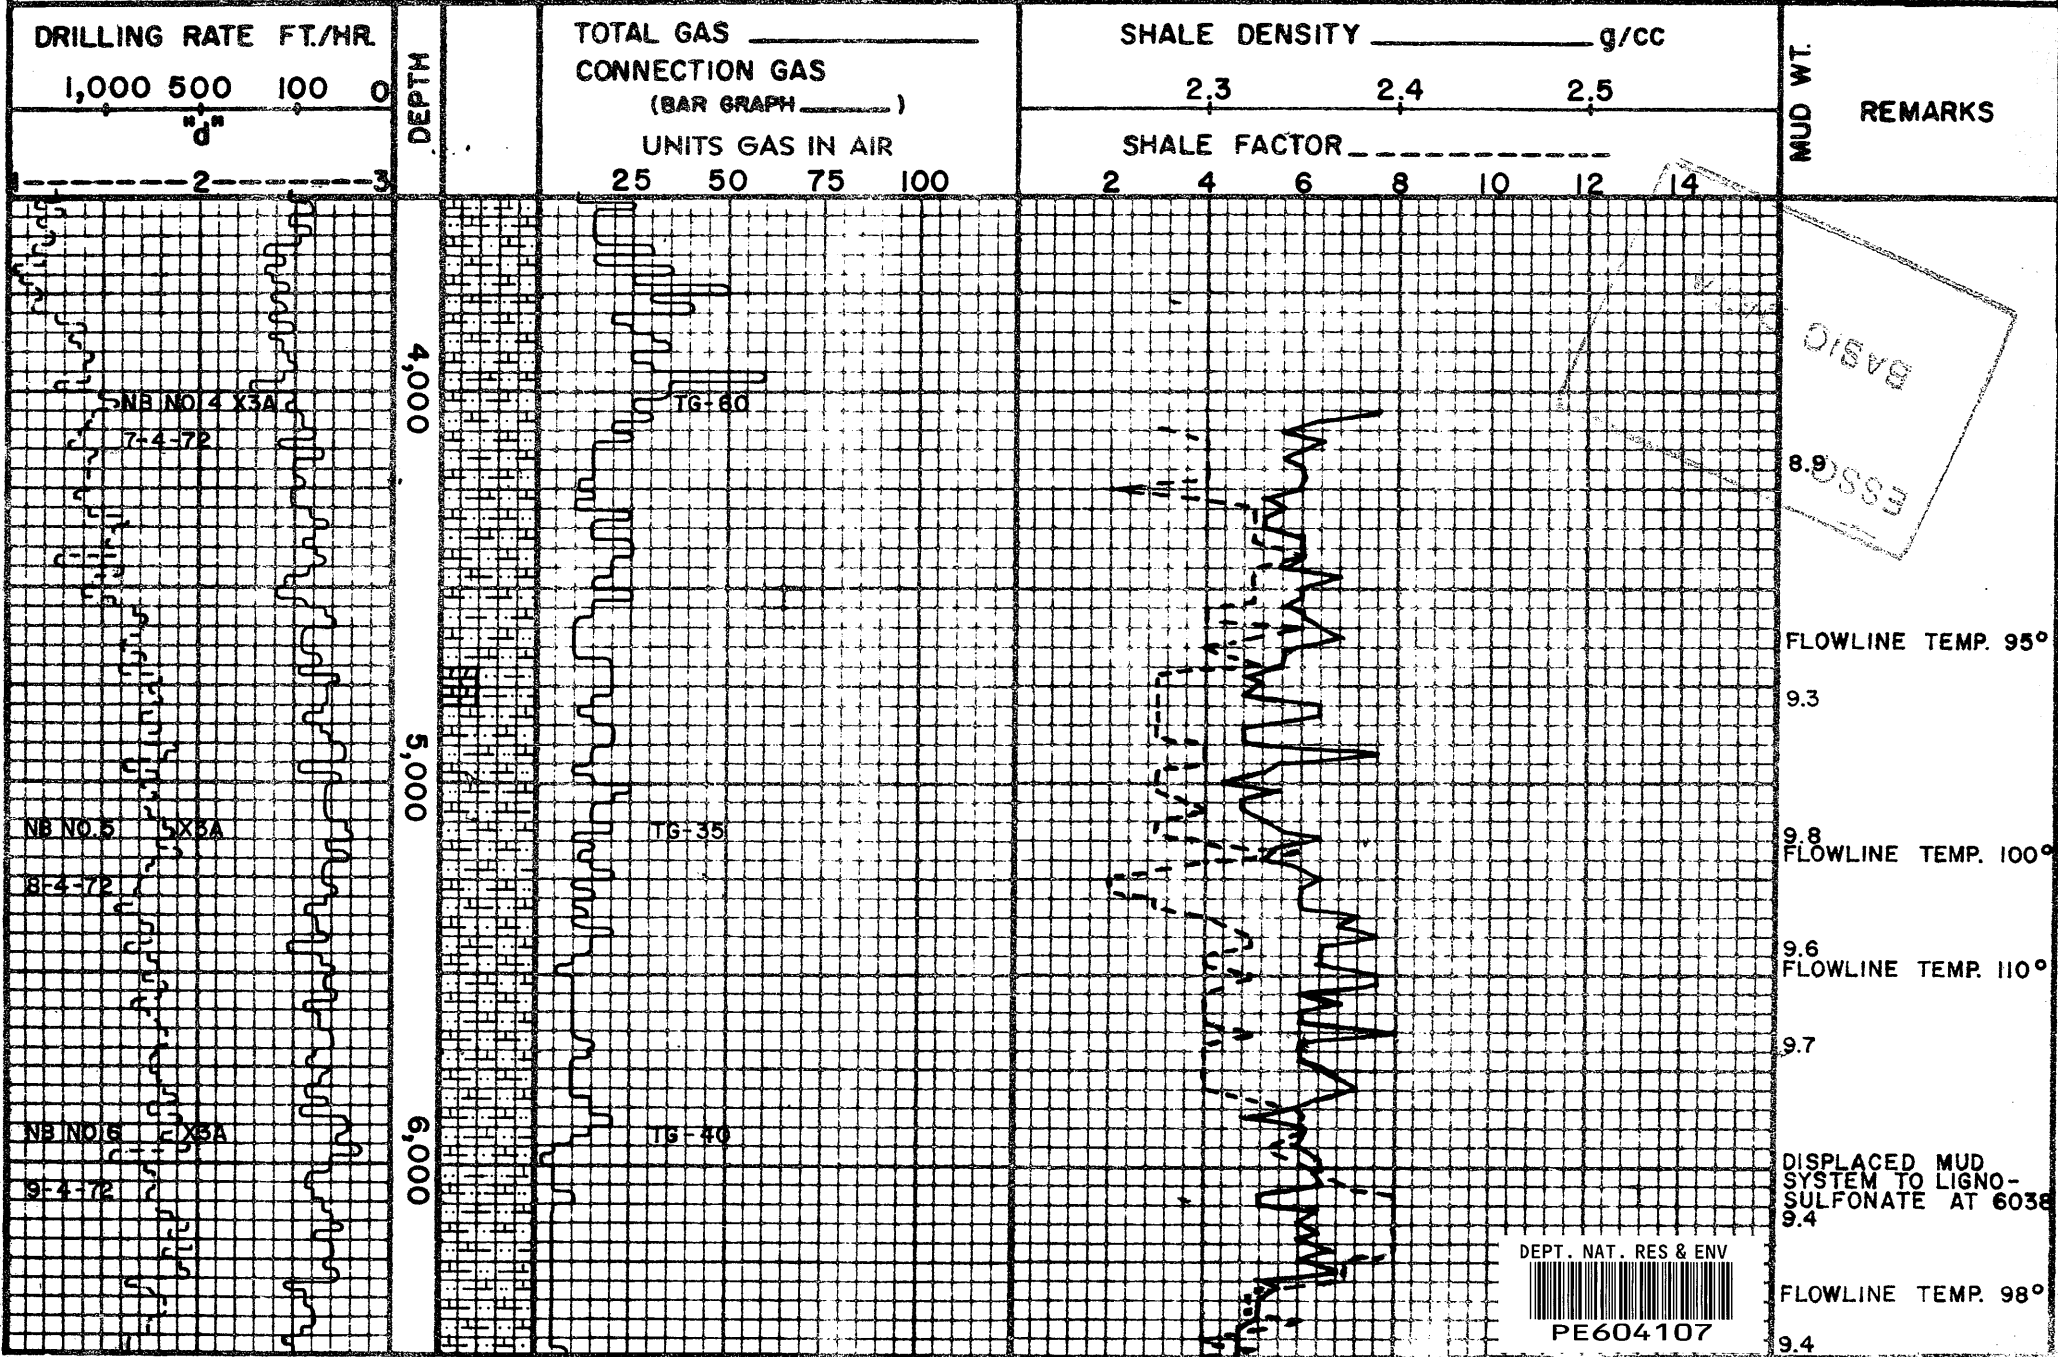 DRILLING RATE FT./HR.
1,000 500 100 0
"d"
1 2 3
DEPTH
TOTAL GAS
CONNECTION GAS
(BAR GRAPH )
UNITS GAS IN AIR
25 50 75 100
SHALE DENSITY g/cc
2.3 2.4 2.5
SHALE FACTOR
2 4 6 8 10 12 14
MUD WT.
REMARKS
BASIC
ESSO
4,000
NB NO.4 X3A
TG-60
7-4-72
8.9
FLOWLINE TEMP. 95°
9.3
5,000
NB NO.5 X3A
TG-35
9.8
FLOWLINE TEMP. 100°
8-4-72
9.6
FLOWLINE TEMP. 110°
9.7
6,000
NB NO.6 X3A
TG-40
DISPLACED MUD
SYSTEM TO LIGNO-
SULFONATE AT 6038
9-4-72
9.4
DEPT. NAT. RES & ENV
PE604107
FLOWLINE TEMP. 98°
9.4